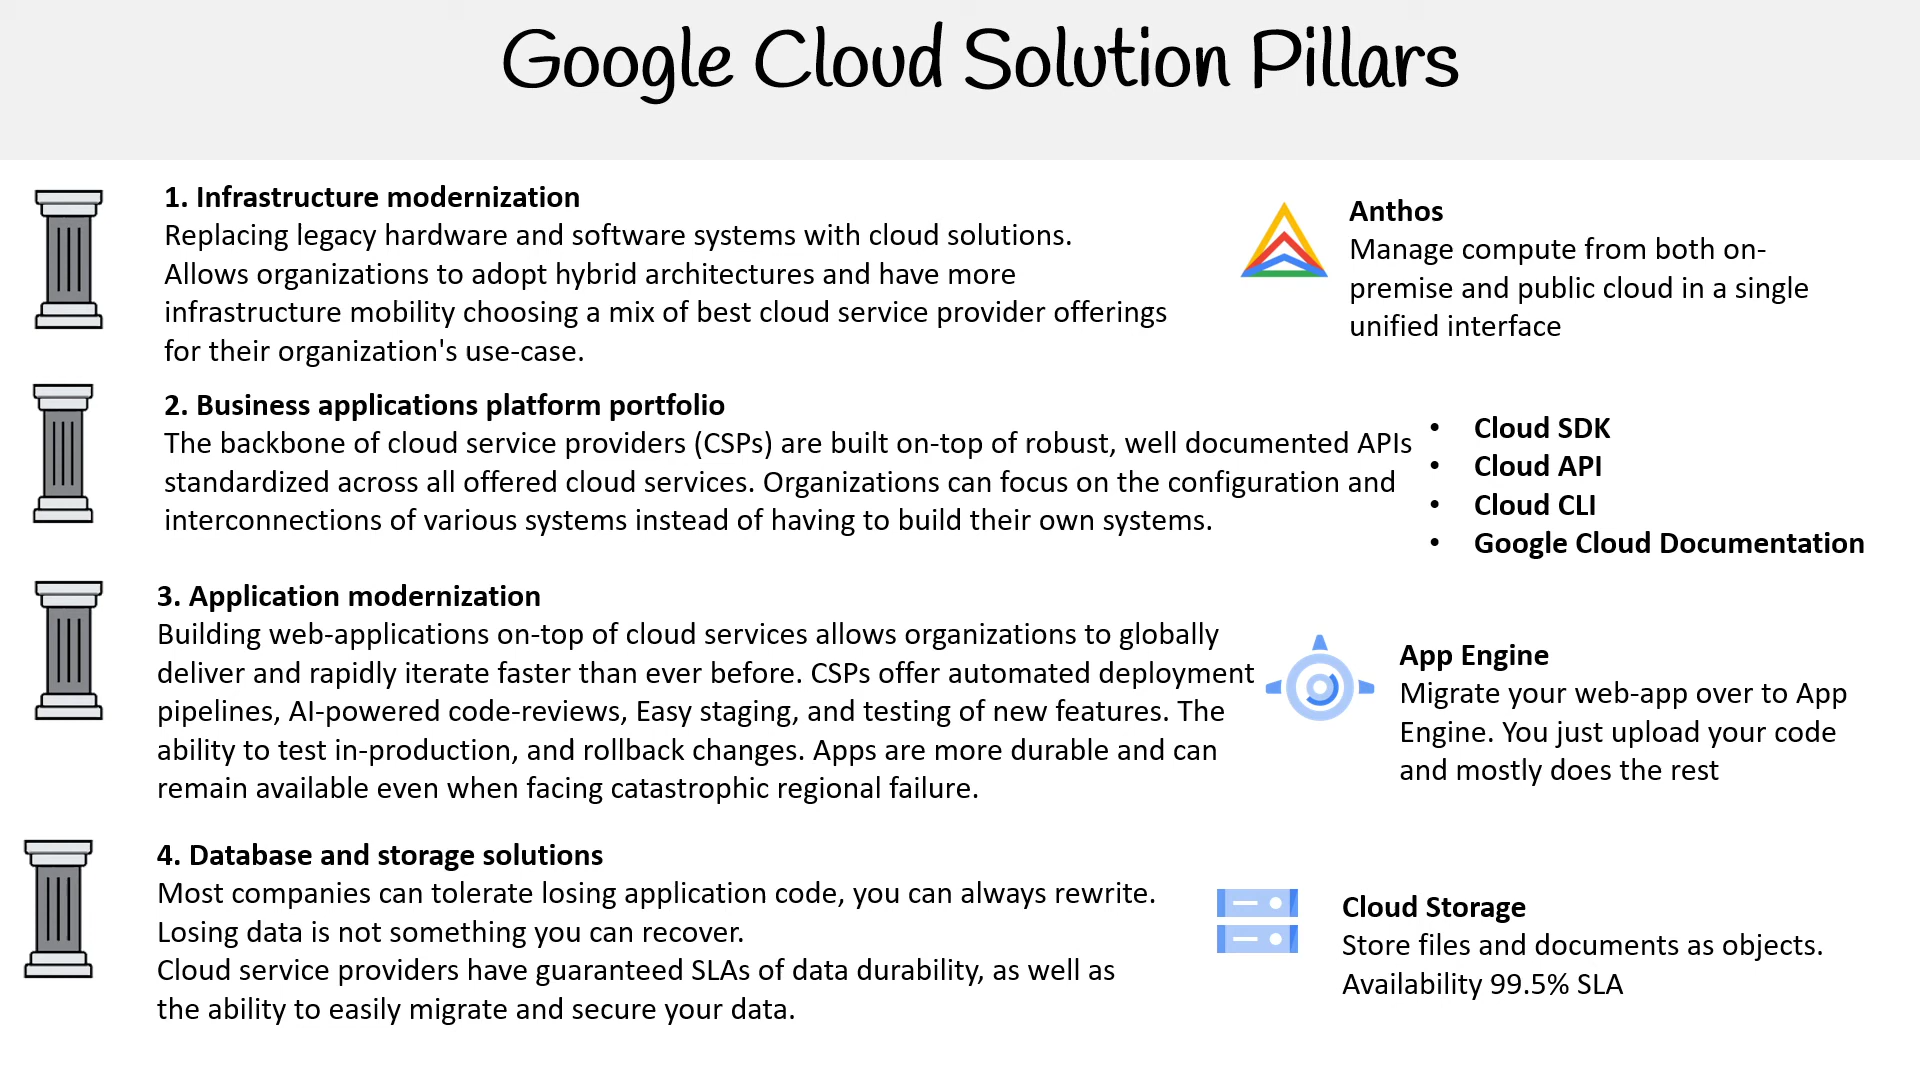 Google Cloud Solution Pillars
1. Infrastructure modernization
Replacing legacy hardware and software systems with cloud solutions.
Allows organizations to adopt hybrid architectures and have more
infrastructure mobility choosing a mix of best cloud service provider offerings
for their organization's use-case.
Anthos
Manage compute from both on-
premise and public cloud in a single
unified interface
2. Business applications platform portfolio
The backbone of cloud service providers (CSPs) are built on-top of robust, well documented APIs
standardized across all offered cloud services. Organizations can focus on the configuration and
interconnections of various systems instead of having to build their own systems.
• Cloud SDK
• Cloud API
• Cloud CLI
• Google Cloud Documentation
3. Application modernization
Building web-applications on-top of cloud services allows organizations to globally
deliver and rapidly iterate faster than ever before. CSPs offer automated deployment
pipelines, AI-powered code-reviews, Easy staging, and testing of new features. The
ability to test in-production, and rollback changes. Apps are more durable and can
remain available even when facing catastrophic regional failure.
App Engine
Migrate your web-app over to App
Engine. You just upload your code
and mostly does the rest
4. Database and storage solutions
Most companies can tolerate losing application code, you can always rewrite.
Losing data is not something you can recover.
Cloud service providers have guaranteed SLAs of data durability, as well as
the ability to easily migrate and secure your data.
Cloud Storage
Store files and documents as objects.
Availability 99.5% SLA